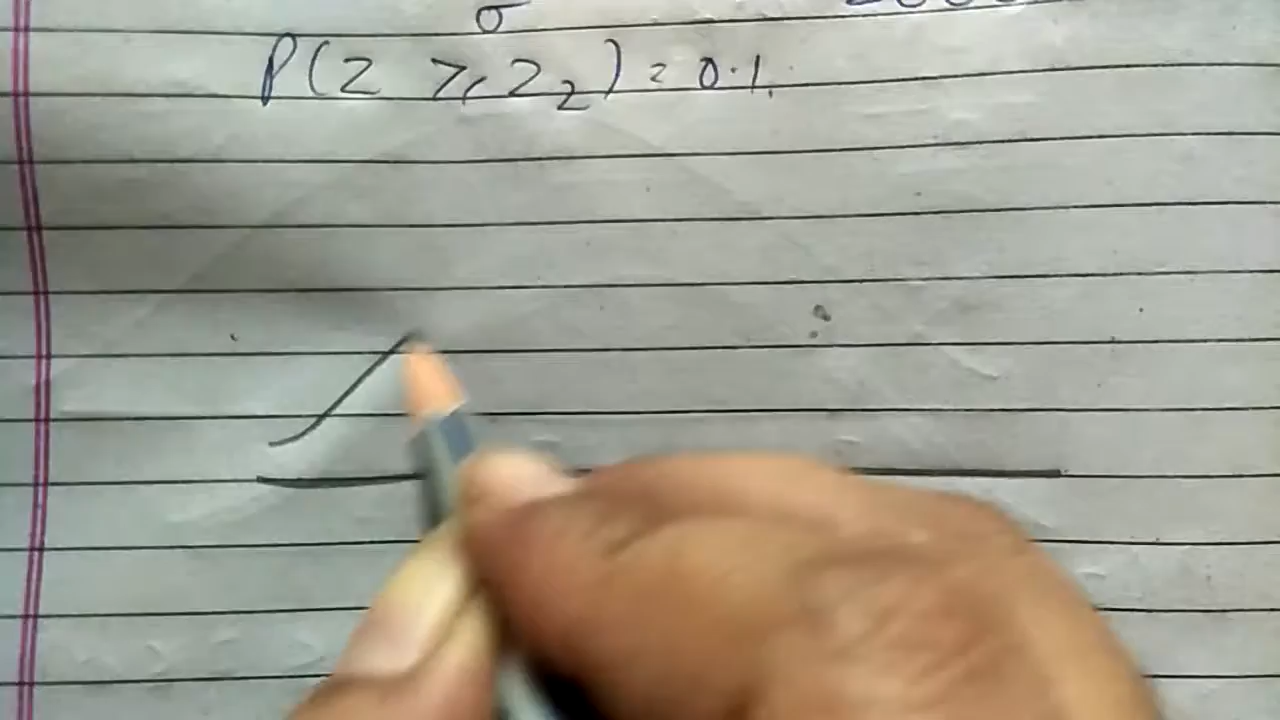 σ
P(Z ≥ Z₂) = 0.1